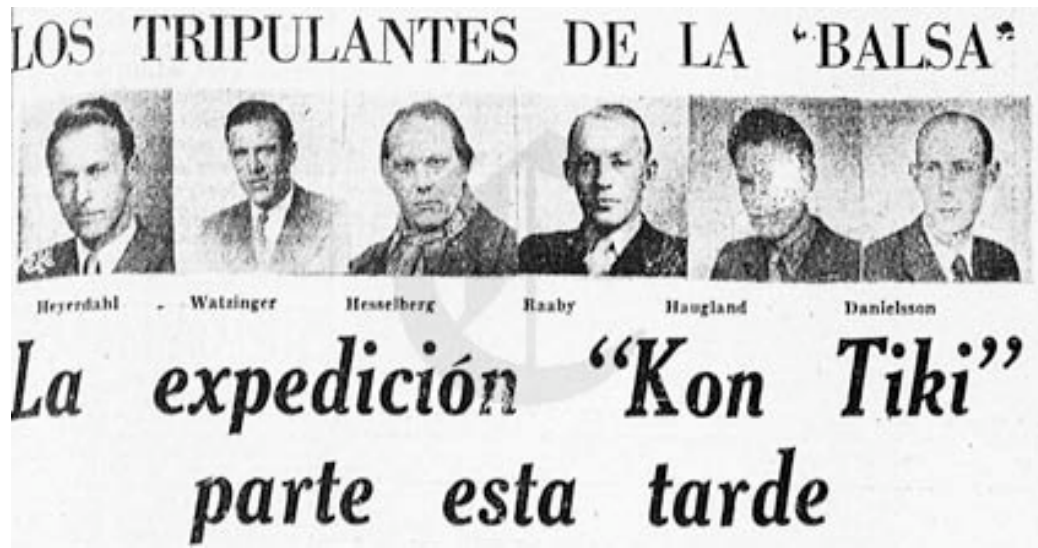 LOS TRIPULANTES DE LA "BALSA"
Heyerdahl Watzinger Hesselberg Raaby Haugland Danielsson
La expedición "Kon Tiki"
parte esta tarde